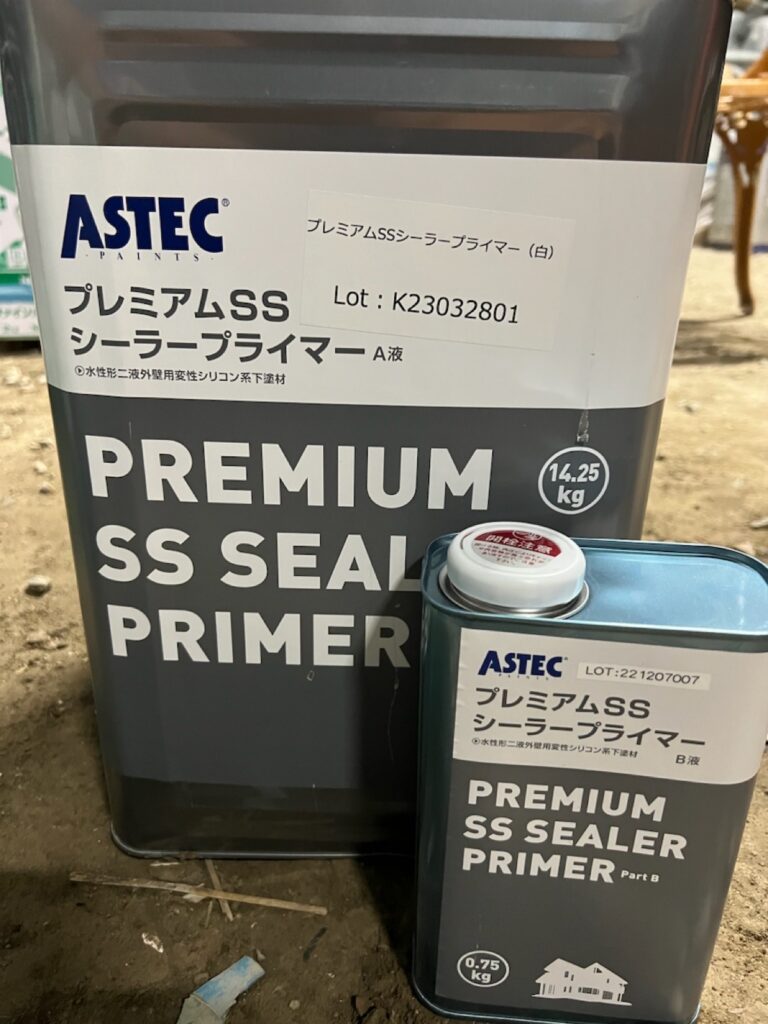 ASTEC®
PAINTS
プレミアムSSシーラープライマー（白）
Lot：K23032801
プレミアムSS
シーラープライマー A液
水性形二液外壁用変性シリコン系下塗材
PREMIUM
SS SEAL
PRIMER
14.25
kg
開栓注意
ASTEC
PAINTS
LOT:221207007
プレミアムSS
シーラープライマー
水性形二液外壁用変性シリコン系下塗材
B液
PREMIUM
SS SEALER
PRIMER Part B
0.75
kg